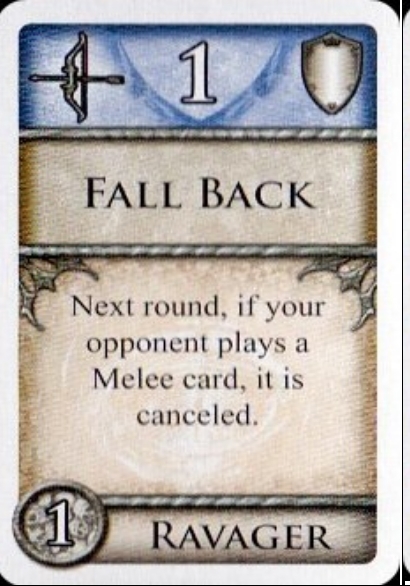 1
FALL BACK
Next round, if your
opponent plays a
Melee card, it is
canceled.
1
RAVAGER